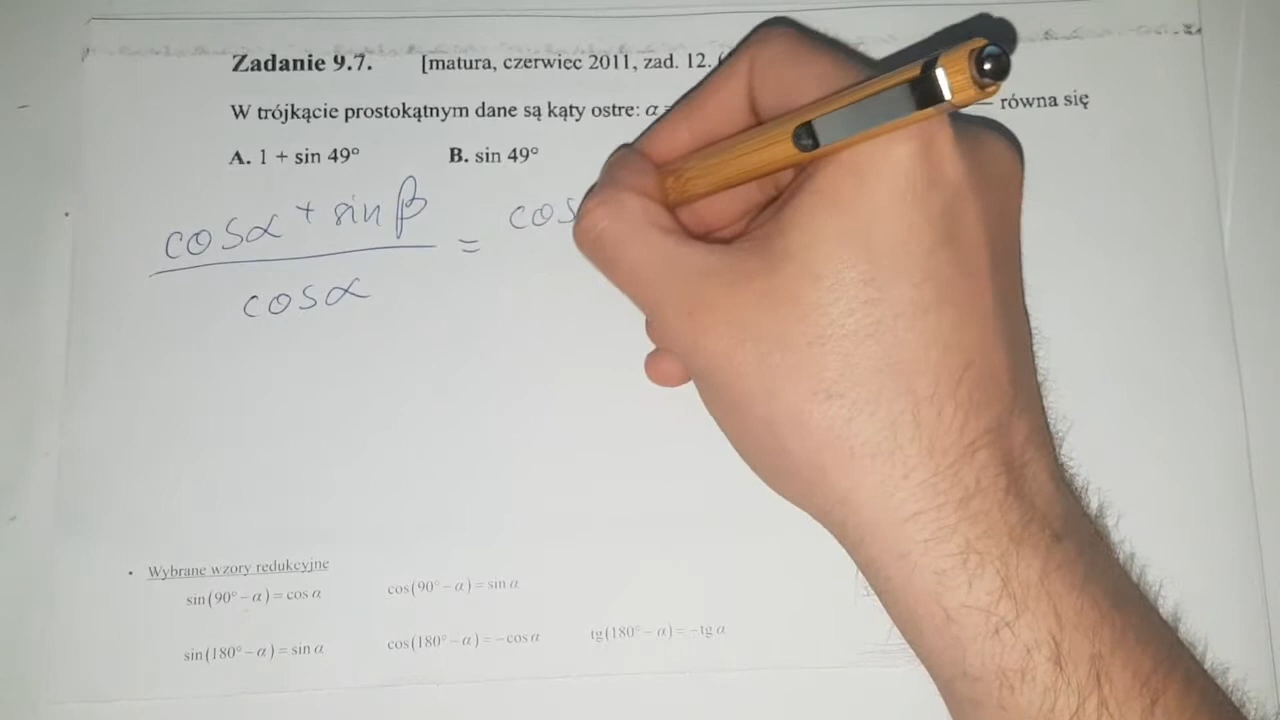 Zadanie 9.7. [matura, czerwiec 2011, zad. 12.
W trójkącie prostokątnym dane są kąty ostre: α równa się
A. 1 + sin 49° B. sin 49°
cosα + sin β
= cos
cosα
• Wybrane wzory redukcyjne
sin(90° − α) = cos α cos(90° − α) = sin α
sin(180° − α) = sin α cos(180° − α) = −cos α tg(180° − α) = −tg α